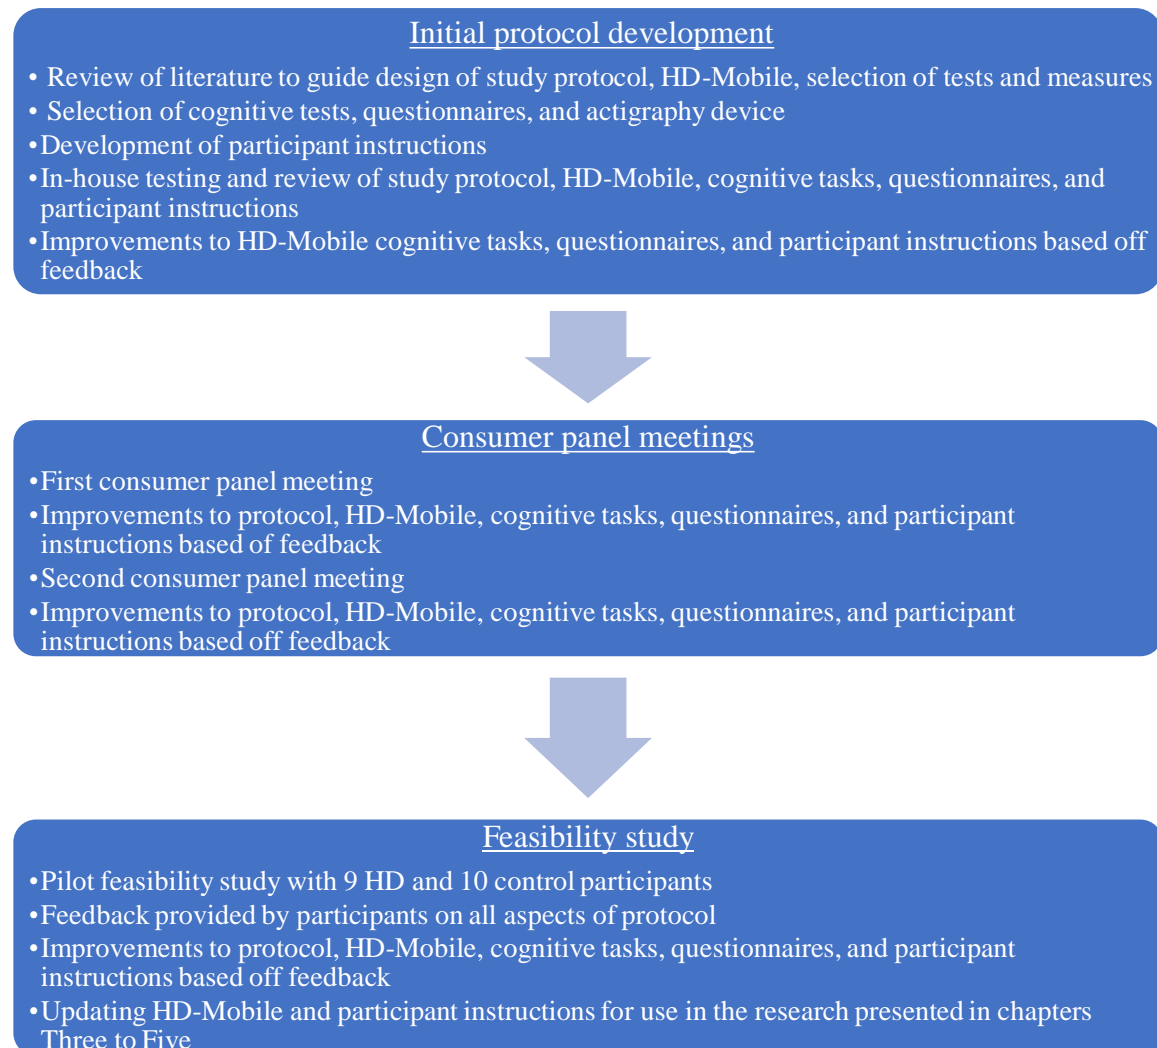 Initial protocol development
• Review of literature to guide design of study protocol, HD-Mobile, selection of tests and measures
• Selection of cognitive tests, questionnaires, and actigraphy device
•Development of participant instructions
•In-house testing and review of study protocol, HD-Mobile, cognitive tasks, questionnaires, and
participant instructions
•Improvements to HD-Mobile cognitive tasks, questionnaires, and participant instructions based off
feedback
Consumer panel meetings
•First consumer panel meeting
•Improvements to protocol, HD-Mobile, cognitive tasks, questionnaires, and participant
instructions based of feedback
•Second consumer panel meeting
•Improvements to protocol, HD-Mobile, cognitive tasks, questionnaires, and participant
instructions based off feedback
Feasibility study
•Pilot feasibility study with 9 HD and 10 control participants
•Feedback provided by participants on all aspects of protocol
•Improvements to protocol, HD-Mobile, cognitive tasks, questionnaires, and participant
instructions based off feedback
•Updating HD-Mobile and participant instructions for use in the research presented in chapters
Three to Five